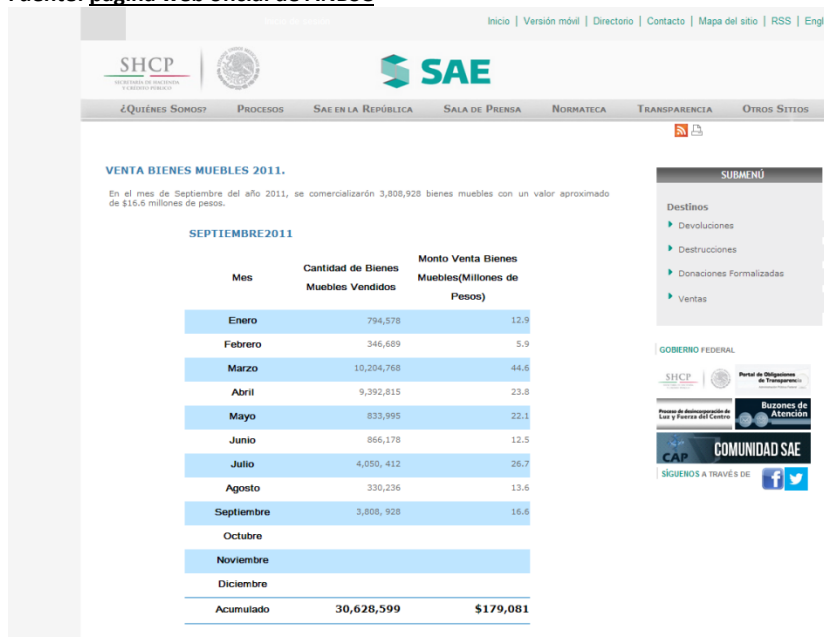 Inicio | Versión móvil | Directorio | Contacto | Mapa del sitio | RSS | Engl
SHCP
SECRETARÍA DE HACIENDA
Y CRÉDITO PÚBLICO
SAE
¿QUIÉNES SOMOS? PROCESOS SAE EN LA REPÚBLICA SALA DE PRENSA NORMATECA TRANSPARENCIA OTROS SITIOS
VENTA BIENES MUEBLES 2011.
En el mes de Septiembre del año 2011, se comercializarón 3,808,928 bienes muebles con un valor aproximado
de $16.6 millones de pesos.
SEPTIEMBRE2011
Mes Cantidad de Bienes Muebles Vendidos Monto Venta Bienes Muebles(Millones de Pesos)
Enero 794,578 12.9
Febrero 346,689 5.9
Marzo 10,204,768 44.6
Abril 9,392,815 23.8
Mayo 833,995 22.1
Junio 866,178 12.5
Julio 4,050, 412 26.7
Agosto 330,236 13.6
Septiembre 3,808, 928 16.6
Octubre
Noviembre
Diciembre
Acumulado 30,628,599 $179,081
SUBMENÚ
Destinos
Devoluciones
Destrucciones
Donaciones Formalizadas
Ventas
GOBIERNO FEDERAL
SHCP
Portal de Obligaciones
de Transparencia
Proceso de desincorporación de
Luz y Fuerza del Centro
Buzones de
Atención
CAP COMUNIDAD SAE
SÍGUENOS A TRAVÉS DE